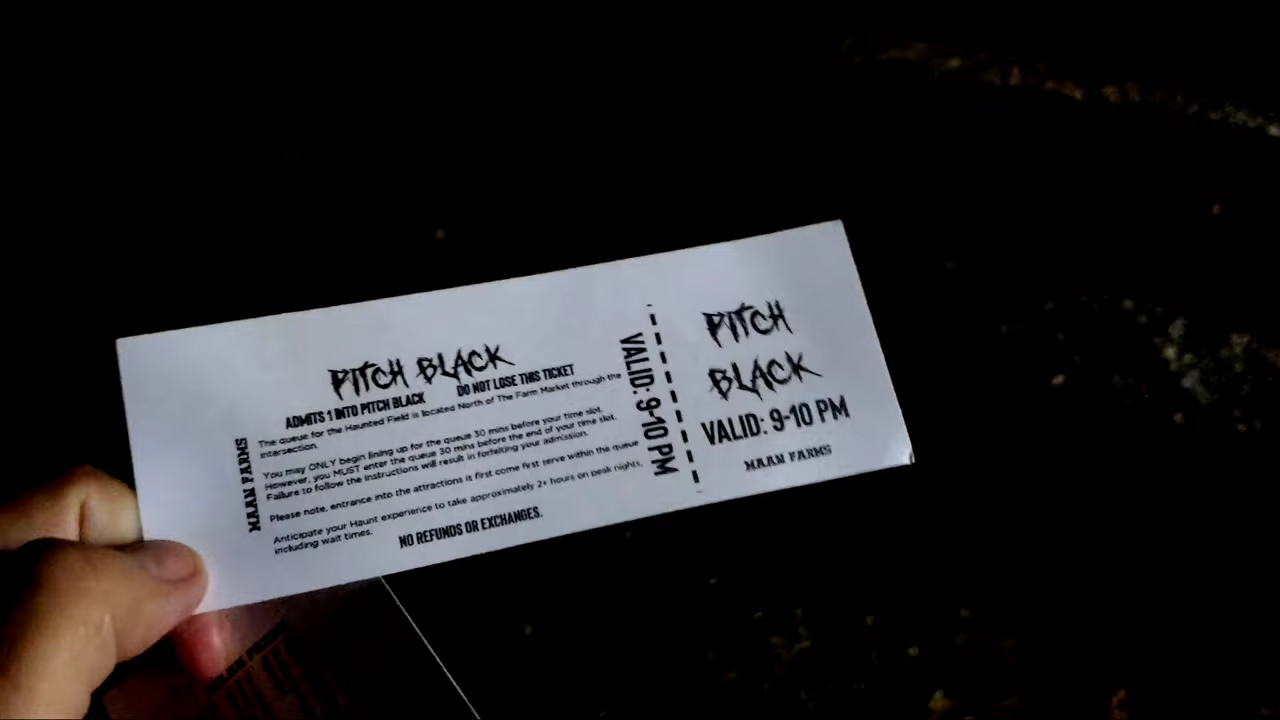 PITCH BLACK
ADMITS 1 INTO PITCH BLACK DO NOT LOSE THIS TICKET
The queue for the Haunted Field is located North of The Farm Market through the
intersection.
You may ONLY begin lining up for the queue 30 mins before your time slot.
However, you MUST enter the queue 30 mins before the end of your time slot.
Failure to follow the instructions will result in forfeiting your admission.
Please note, entrance into the attractions is first come first serve within the queue
Anticipate your Haunt experience to take approximately 2+ hours on peak nights,
including wait times.
NO REFUNDS OR EXCHANGES.
MAAN FARMS
VALID: 9-10 PM
PITCH
BLACK
VALID: 9-10 PM
MAAN FARMS